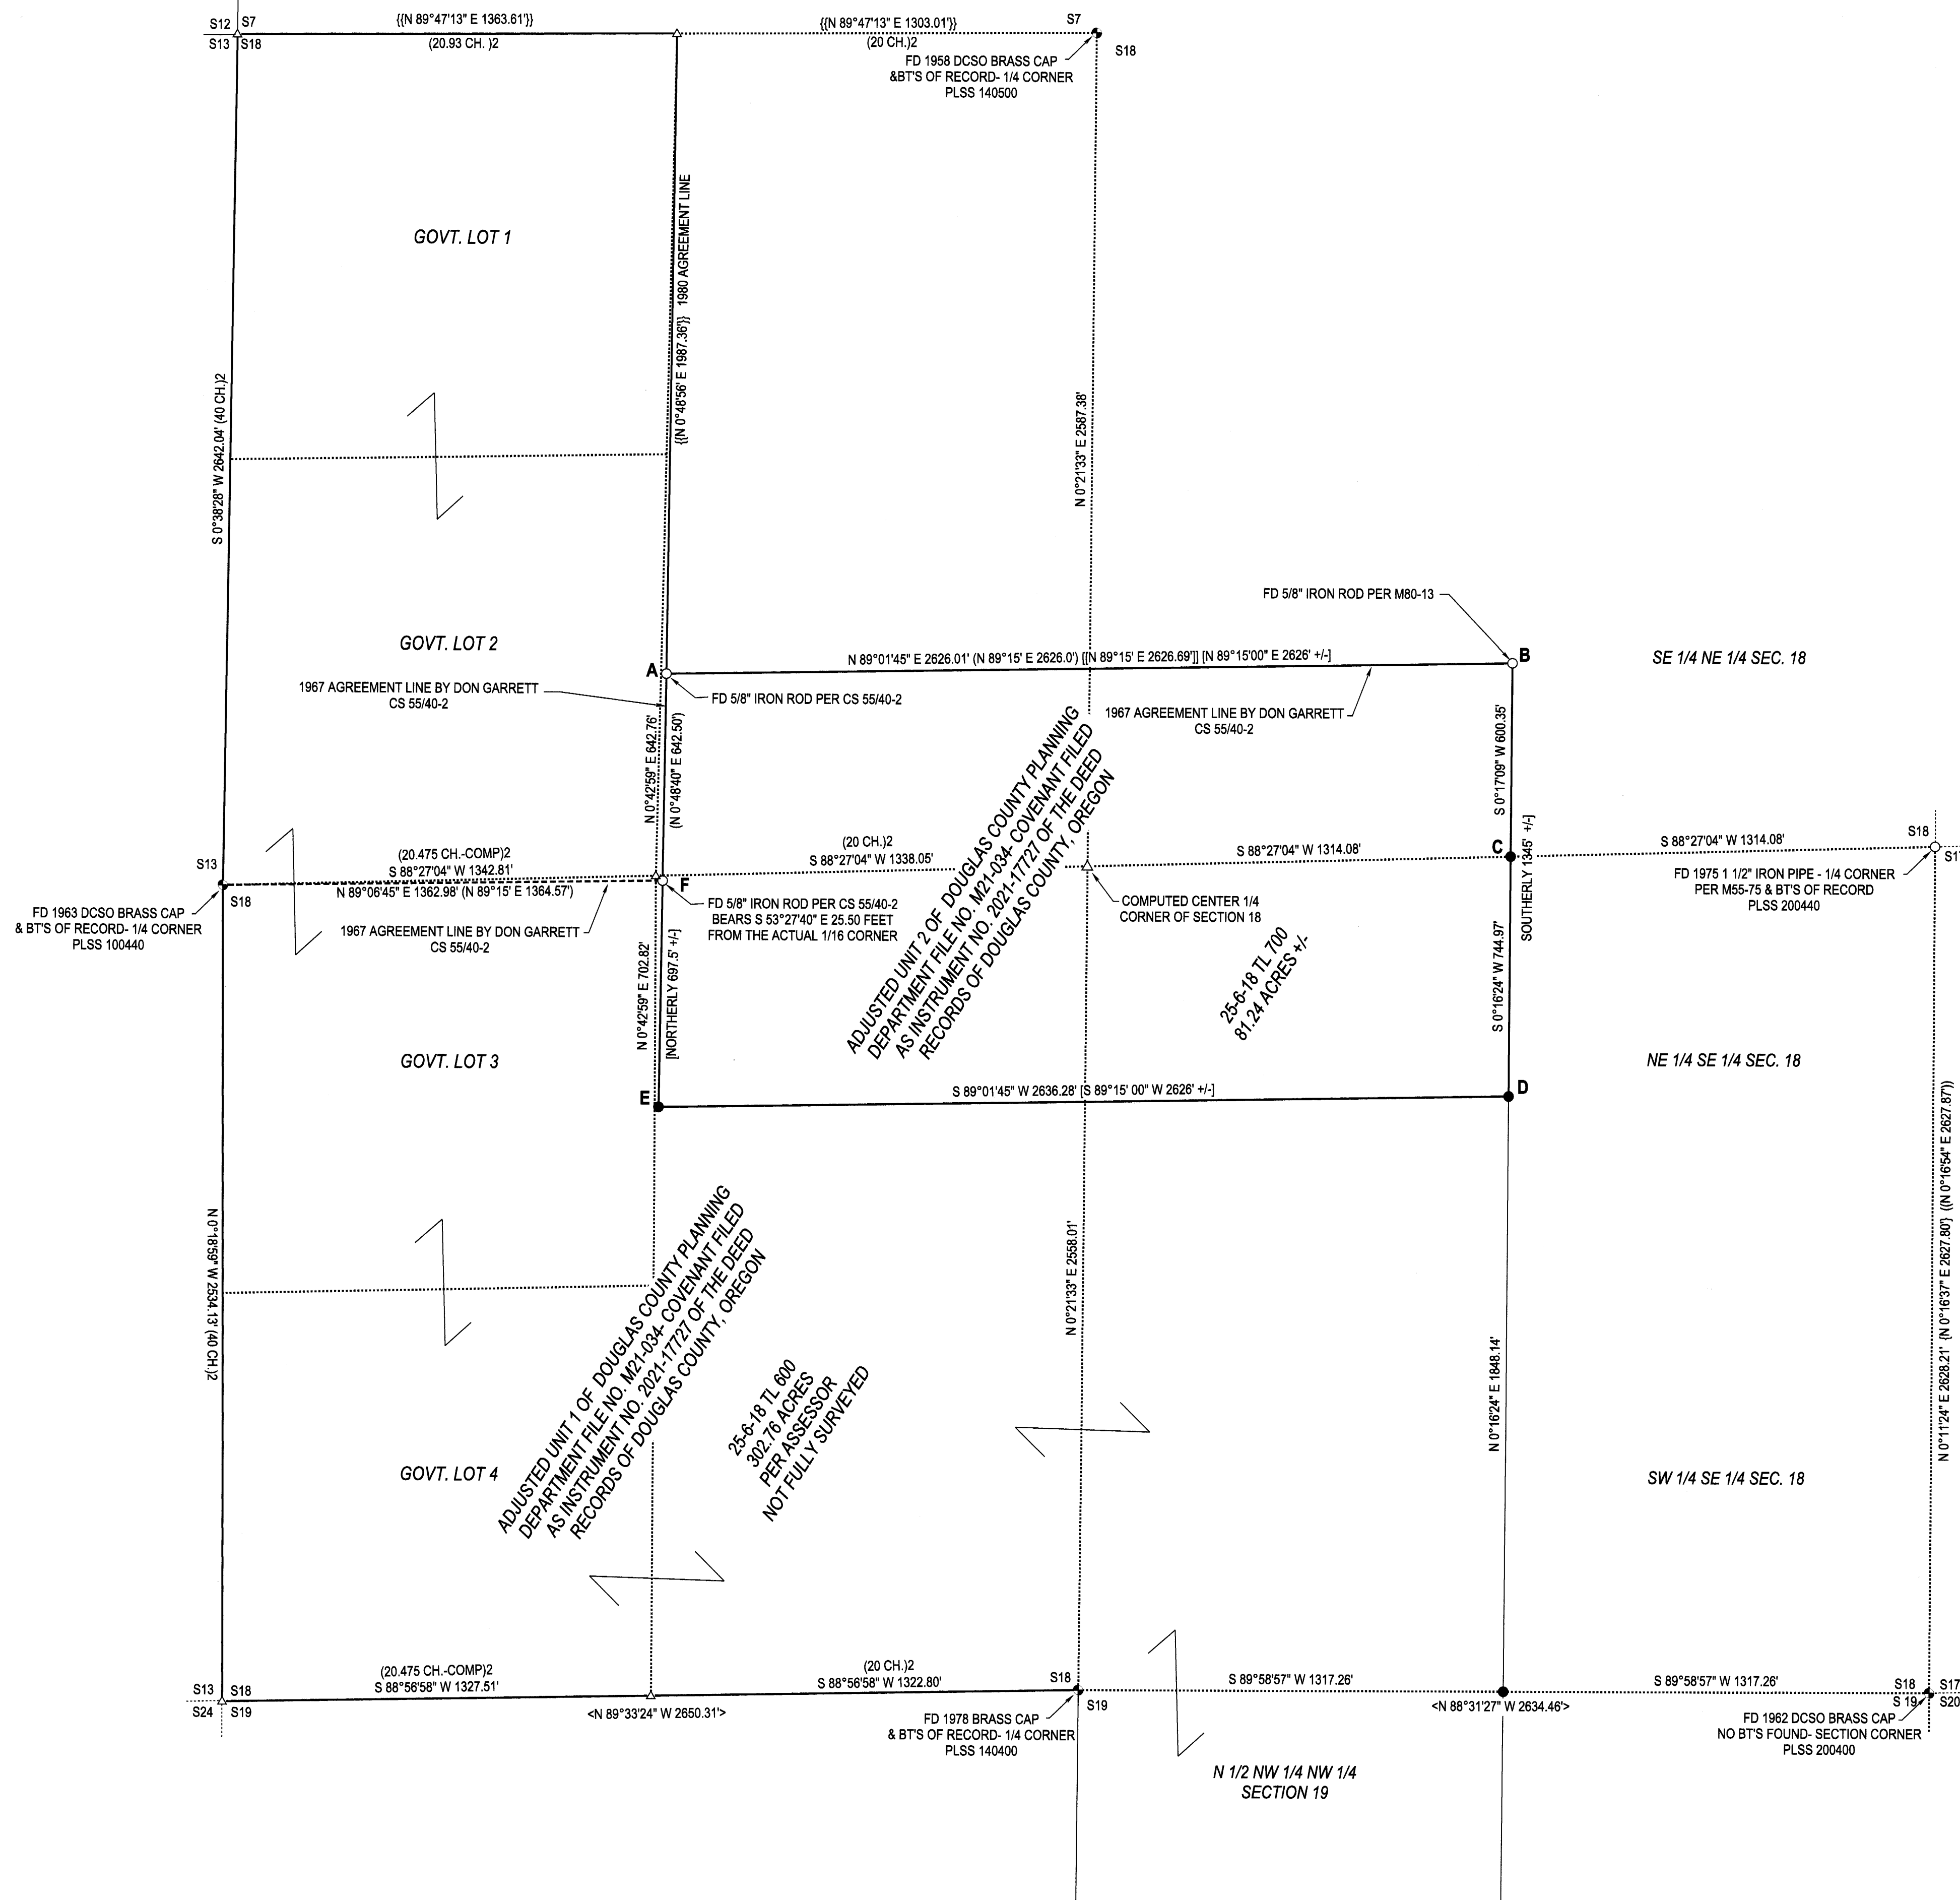 S12
S7
{{N 89°47'13" E 1363.61'}}
{{N 89°47'13" E 1303.01'}}
S7
S13
S18
(20.93 CH. )2
(20 CH.)2
S18
FD 1958 DCSO BRASS CAP
&BT'S OF RECORD- 1/4 CORNER
PLSS 140500
GOVT. LOT 1
{{N 0°48'56" E 1987.36'}} 1980 AGREEMENT LINE
S 0°38'28" W 2642.04' (40 CH.)2
N 0°21'33" E 2587.38'
FD 5/8" IRON ROD PER M80-13
GOVT. LOT 2
A
N 89°01'45" E 2626.01' (N 89°15' E 2626.0') [[N 89°15' E 2626.69']] [N 89°15'00" E 2626' +/-]
B
SE 1/4 NE 1/4 SEC. 18
1967 AGREEMENT LINE BY DON GARRETT
CS 55/40-2
FD 5/8" IRON ROD PER CS 55/40-2
1967 AGREEMENT LINE BY DON GARRETT
CS 55/40-2
N 0°42'59" E 642.76'
(N 0°48'40" E 642.50')
ADJUSTED UNIT 2 OF DOUGLAS COUNTY PLANNING
DEPARTMENT FILE NO. M21-034- COVENANT FILED
AS INSTRUMENT NO. 2021-17727 OF THE DEED
RECORDS OF DOUGLAS COUNTY, OREGON
S 0°17'09" W 600.35'
SOUTHERLY 1345' +/-]
S13
S18
(20.475 CH.-COMP)2
S 88°27'04" W 1342.81'
N 89°06'45" E 1362.98' (N 89°15' E 1364.57')
(20 CH.)2
S 88°27'04" W 1338.05'
S 88°27'04" W 1314.08'
C
S 88°27'04" W 1314.08'
S18
S17
FD 1963 DCSO BRASS CAP
& BT'S OF RECORD- 1/4 CORNER
PLSS 100440
1967 AGREEMENT LINE BY DON GARRETT
CS 55/40-2
F
FD 5/8" IRON ROD PER CS 55/40-2
BEARS S 53°27'40" E 25.50 FEET
FROM THE ACTUAL 1/16 CORNER
COMPUTED CENTER 1/4
CORNER OF SECTION 18
FD 1975 1 1/2" IRON PIPE - 1/4 CORNER
PER M55-75 & BT'S OF RECORD
PLSS 200440
N 0°42'59" E 702.82'
[NORTHERLY 697.5' +/-]
25-6-18 TL 700
81.24 ACRES +/-
S 0°16'24" W 744.97'
GOVT. LOT 3
NE 1/4 SE 1/4 SEC. 18
E
S 89°01'45" W 2636.28' [S 89°15' 00" W 2626' +/-]
D
N 0°18'59" W 2534.13' (40 CH.)2
N 0°21'33" E 2558.01'
N 0°16'24" E 1848.14'
N 0°11'24" E 2628.21' {N 0°16'37" E 2627.80'} ((N 0°16'54" E 2627.87'))
ADJUSTED UNIT 1 OF DOUGLAS COUNTY PLANNING
DEPARTMENT FILE NO. M21-034- COVENANT FILED
AS INSTRUMENT NO. 2021-17727 OF THE DEED
RECORDS OF DOUGLAS COUNTY, OREGON
25-6-18 TL 600
302.76 ACRES
PER ASSESSOR
NOT FULLY SURVEYED
GOVT. LOT 4
SW 1/4 SE 1/4 SEC. 18
S13
S18
(20.475 CH.-COMP)2
S 88°56'58" W 1327.51'
(20 CH.)2
S 88°56'58" W 1322.80'
S18
S 89°58'57" W 1317.26'
S 89°58'57" W 1317.26'
S18
S17
S24
S19
<N 89°33'24" W 2650.31'>
S19
<N 88°31'27" W 2634.46'>
S 19
S20
FD 1978 BRASS CAP
& BT'S OF RECORD- 1/4 CORNER
PLSS 140400
FD 1962 DCSO BRASS CAP
NO BT'S FOUND- SECTION CORNER
PLSS 200400
N 1/2 NW 1/4 NW 1/4
SECTION 19